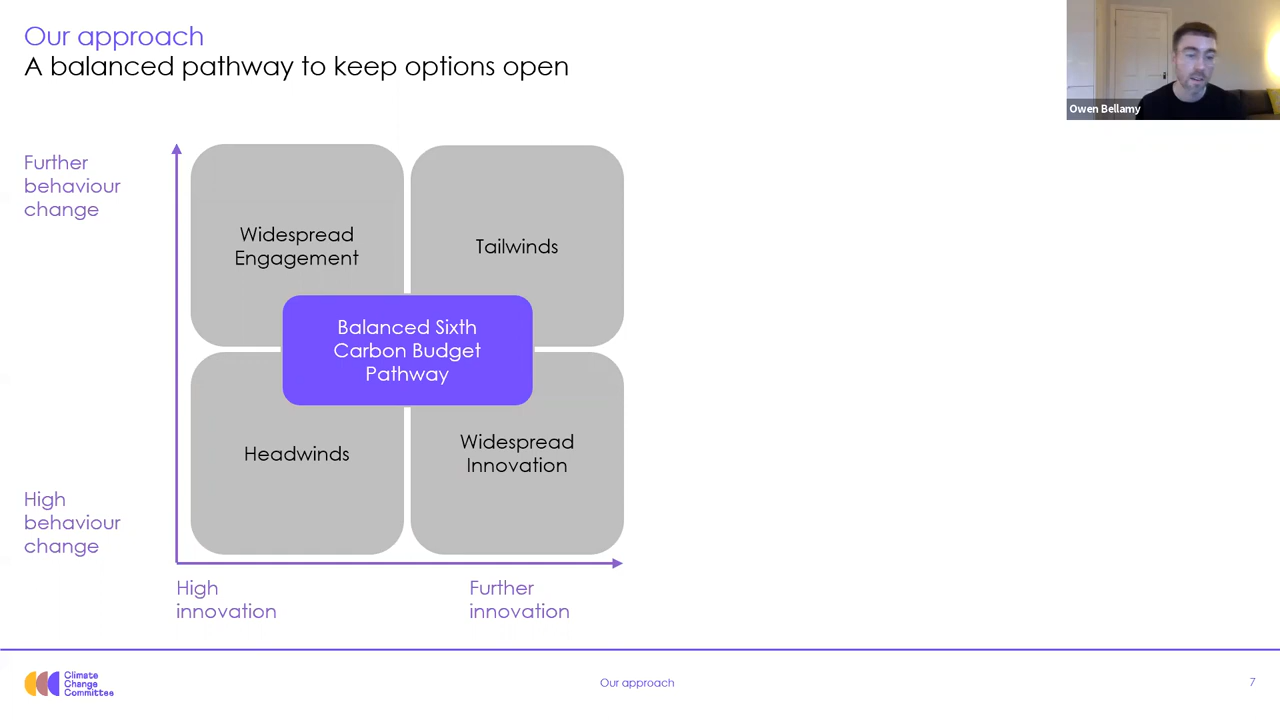 Our approach
A balanced pathway to keep options open
Owen Bellamy
Further
behaviour
change
Widespread
Engagement
Tailwinds
Balanced Sixth
Carbon Budget
Pathway
Headwinds
Widespread
Innovation
High
behaviour
change
High
innovation
Further
innovation
Climate
Change
Committee
Our approach
7